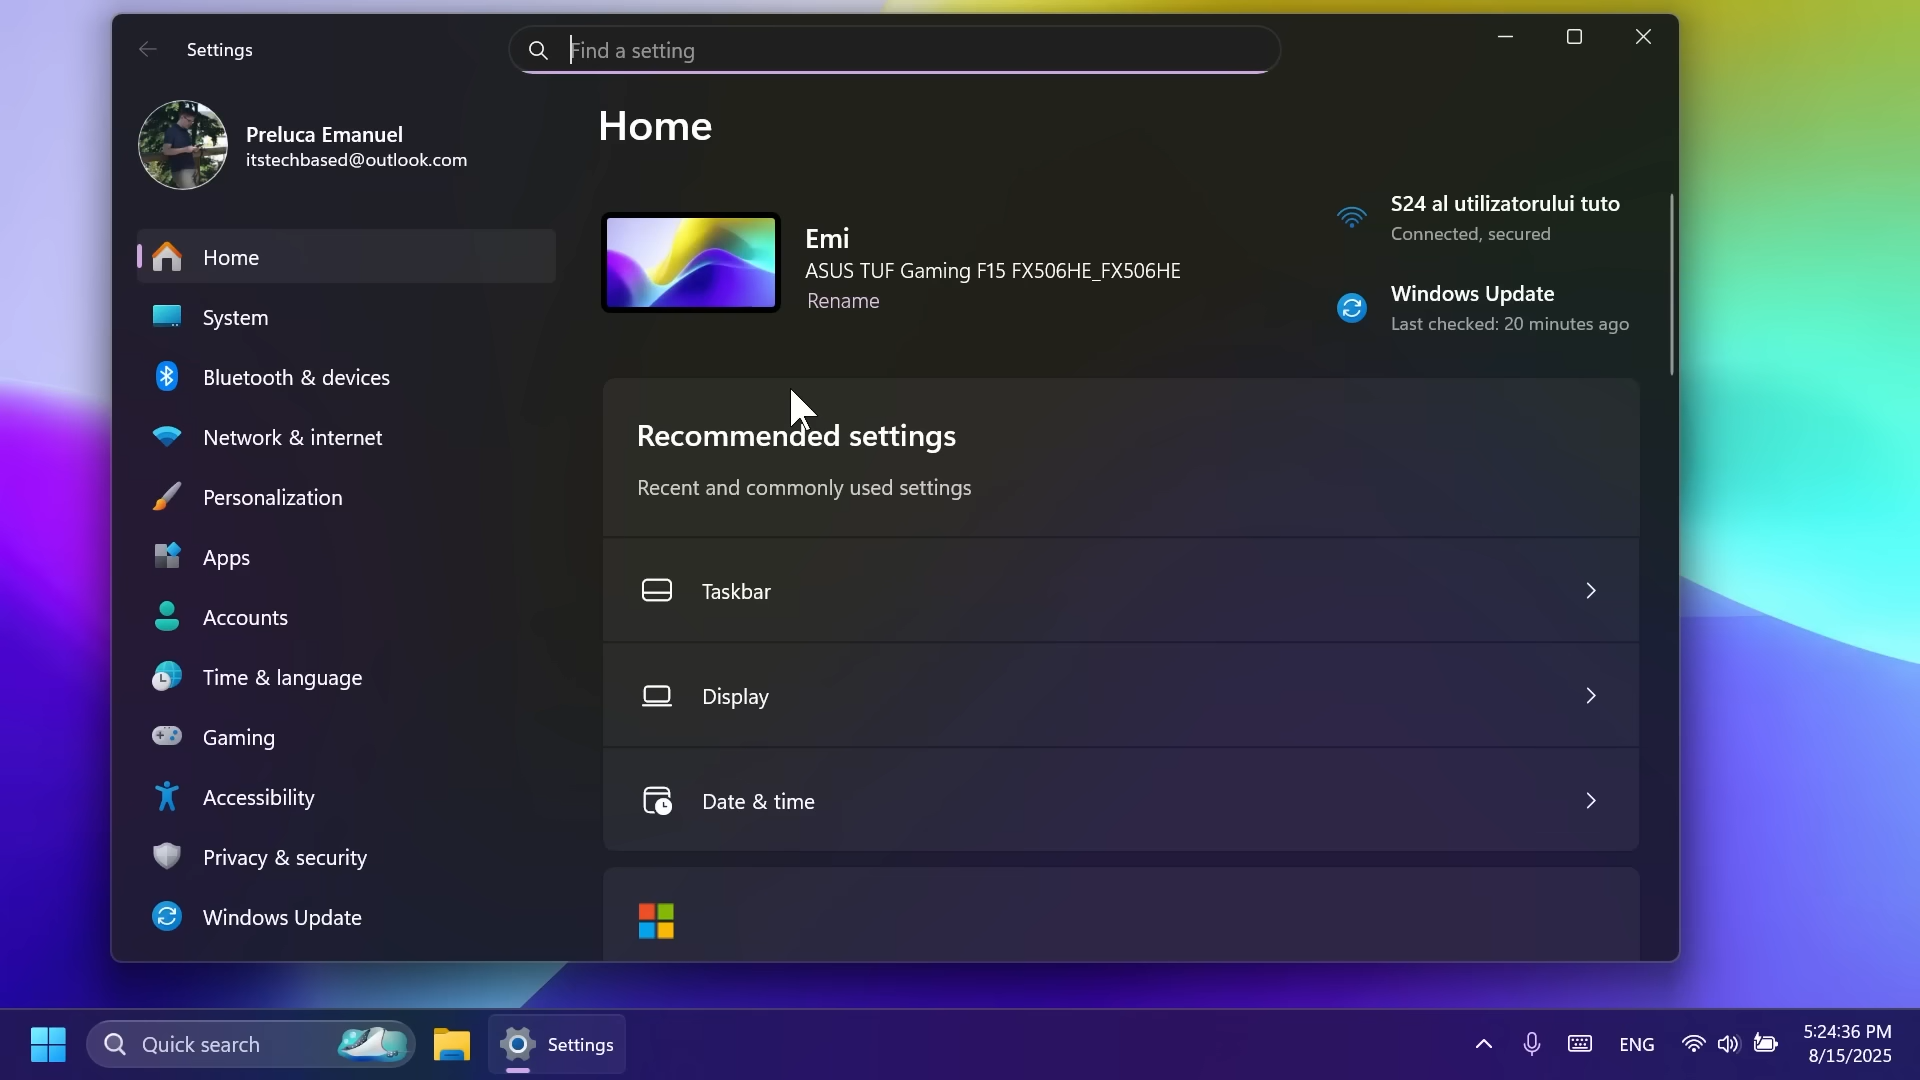 Settings
Find a setting
Preluca Emanuel
itstechbased@outlook.com
Home
System
Bluetooth & devices
Network & internet
Personalization
Apps
Accounts
Time & language
Gaming
Accessibility
Privacy & security
Windows Update
Home
Emi
ASUS TUF Gaming F15 FX506HE_FX506HE
Rename
S24 al utilizatorului tuto
Connected, secured
Windows Update
Last checked: 20 minutes ago
Recommended settings
Recent and commonly used settings
Taskbar
Display
Date & time
Quick search
Settings
ENG
5:24:36 PM
8/15/2025